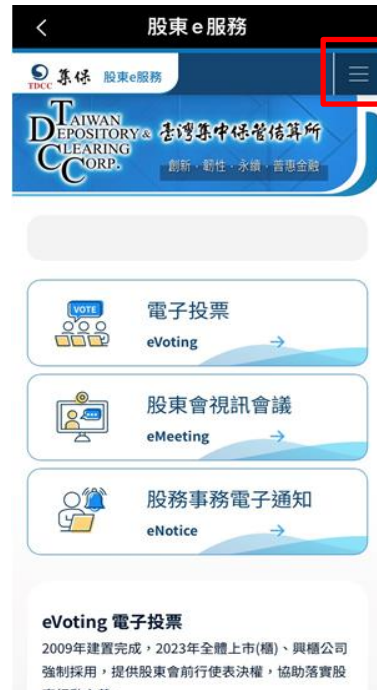 股東e服務
TDCC 集保 股東e服務
TAIWAN
DEPOSITORY & 臺灣集中保管結算所
CLEARING
CORP. 創新·韌性·永續·普惠金融
VOTE
電子投票
eVoting →
股東會視訊會議
eMeeting →
股務事務電子通知
eNotice →
eVoting 電子投票
2009年建置完成，2023年全體上市(櫃)、興櫃公司
強制採用，提供股東會前行使表決權，協助落實股